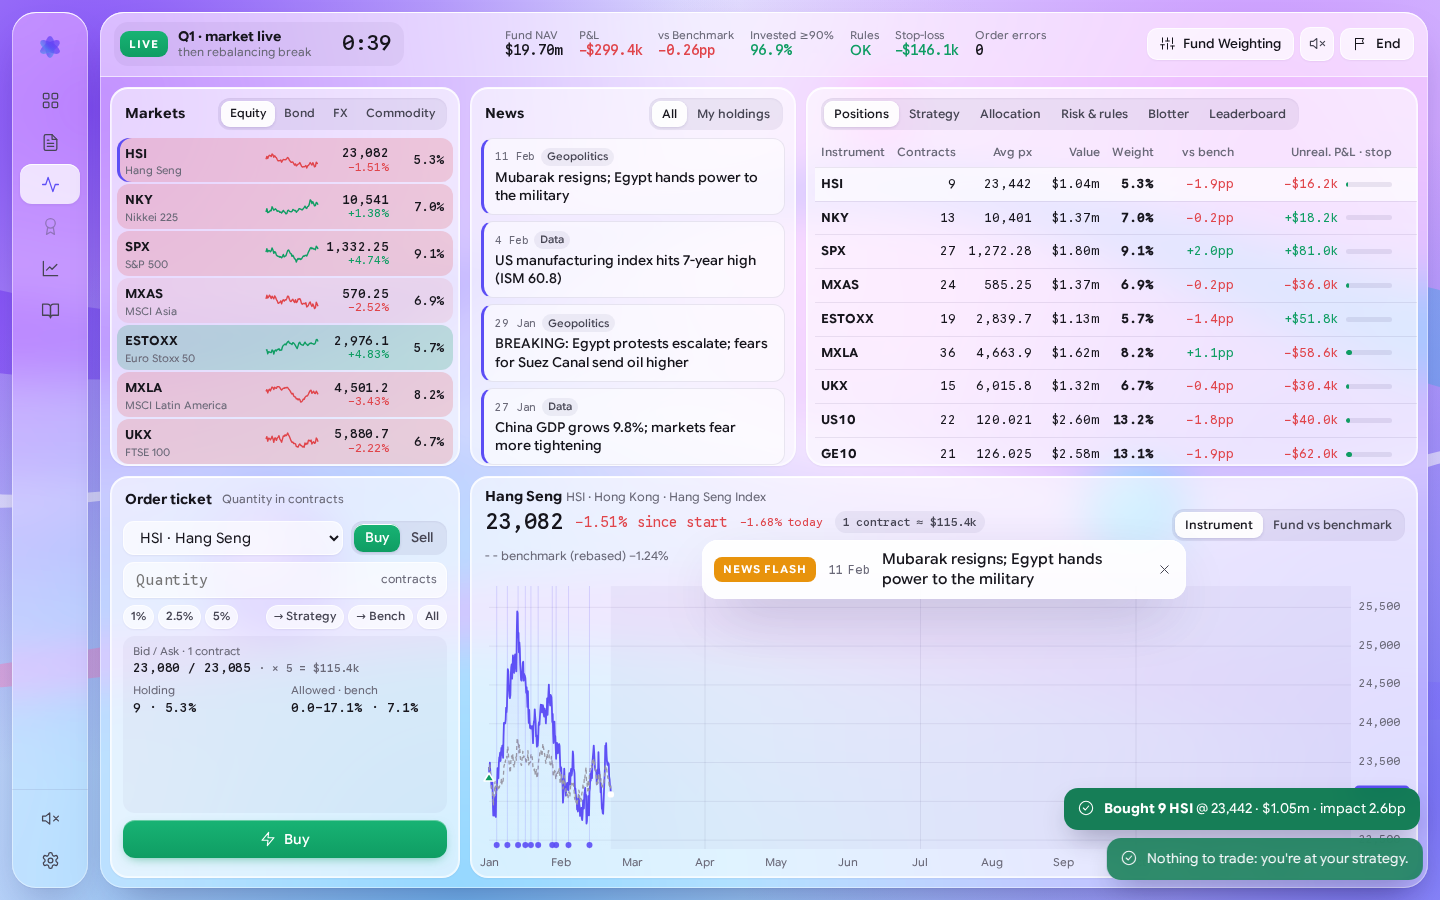 LIVE
Q1 · market live
then rebalancing break
0:39
Fund NAV
$19.70m
P&L
−$299.4k
vs Benchmark
−0.26pp
Invested ≥90%
96.9%
Rules
OK
Stop-loss
−$146.1k
Order errors
0
Fund Weighting
End
Markets
Equity Bond FX Commodity
HSI 23,082 5.3%
Hang Seng −1.51%
NKY 10,541 7.0%
Nikkei 225 +1.38%
SPX 1,332.25 9.1%
S&P 500 +4.74%
MXAS 570.25 6.9%
MSCI Asia −2.52%
ESTOXX 2,976.1 5.7%
Euro Stoxx 50 +4.83%
MXLA 4,501.2 8.2%
MSCI Latin America −3.43%
UKX 5,880.7 6.7%
FTSE 100 −2.22%
News
All My holdings
11 Feb Geopolitics
Mubarak resigns; Egypt hands power to
the military
4 Feb Data
US manufacturing index hits 7-year high
(ISM 60.8)
29 Jan Geopolitics
BREAKING: Egypt protests escalate; fears
for Suez Canal send oil higher
27 Jan Data
China GDP grows 9.8%; markets fear
more tightening
Positions Strategy Allocation Risk & rules Blotter Leaderboard
Instrument Contracts Avg px Value Weight vs bench Unreal. P&L · stop
HSI 9 23,442 $1.04m 5.3% −1.9pp −$16.2k
NKY 13 10,401 $1.37m 7.0% −0.2pp +$18.2k
SPX 27 1,272.28 $1.80m 9.1% +2.0pp +$81.0k
MXAS 24 585.25 $1.37m 6.9% −0.2pp −$36.0k
ESTOXX 19 2,839.7 $1.13m 5.7% −1.4pp +$51.8k
MXLA 36 4,663.9 $1.62m 8.2% +1.1pp −$58.6k
UKX 15 6,015.8 $1.32m 6.7% −0.4pp −$30.4k
US10 22 120.021 $2.60m 13.2% −1.8pp −$40.0k
GE10 21 126.025 $2.58m 13.1% −1.9pp −$62.0k
Order ticket Quantity in contracts
HSI · Hang Seng
Buy Sell
Quantity contracts
1% 2.5% 5% → Strategy → Bench All
Bid / Ask · 1 contract
23,080 / 23,085 · × 5 = $115.4k
Holding Allowed · bench
9 · 5.3% 0.0–17.1% · 7.1%
Buy
Hang Seng HSI · Hong Kong · Hang Seng Index
23,082 −1.51% since start −1.68% today 1 contract ≈ $115.4k
Instrument Fund vs benchmark
- - benchmark (rebased) −1.24%
NEWS FLASH 11 Feb
Mubarak resigns; Egypt hands
power to the military
25,500
25,000
24,500
24,000
23,500
Jan Feb Mar Apr May Jun Jul Aug Sep
Bought 9 HSI @ 23,442 · $1.05m · impact 2.6bp
Nothing to trade: you're at your strategy.